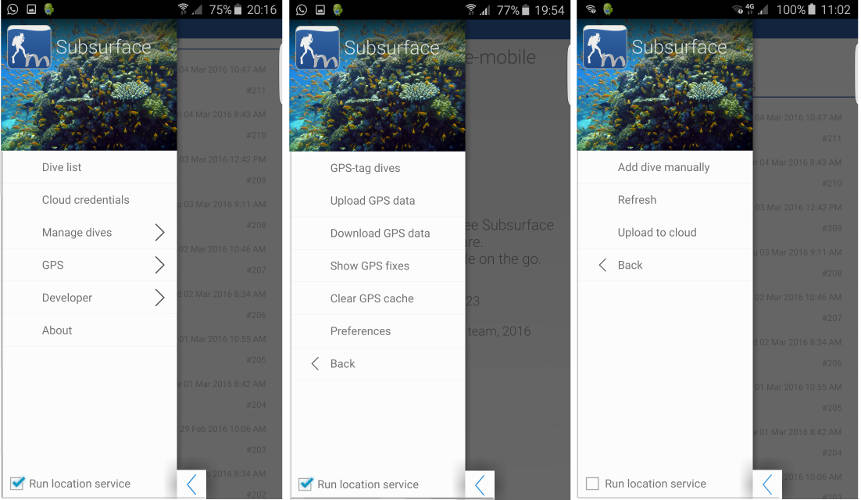 75% 20:16
Subsurface
04 Mar 2016 10:47 AM
#211
04 Mar 2016 8:43 AM
#210
Dive list
03 Mar 2016 12:42 PM
#209
Cloud credentials
03 Mar 2016 9:11 AM
#208
Manage dives
02 Mar 2016 10:46 AM
GPS
#207
Developer
02 Mar 2016 8:34 AM
#206
About
01 Mar 2016 10:55 AM
#205
01 Mar 2016 8:42 AM
#204
29 Feb 2016 10:06 AM
#203
8:34 AM
#202
Run location service
77% 19:54
Subsurface
e-mobile
GPS-tag dives
Upload GPS data
ee Subsurface
Download GPS data
re.
le on the go.
Show GPS fixes
Clear GPS cache
23
Preferences
team, 2016
Back
Run location service
4G 100% 11:02
Subsurface
04 Mar 2016 10:47 AM
#211
04 Mar 2016 8:43 AM
#210
Add dive manually
03 Mar 2016 12:42 PM
#209
Refresh
03 Mar 2016 9:11 AM
#208
Upload to cloud
02 Mar 2016 10:46 AM
Back
#207
02 Mar 2016 8:34 AM
#206
01 Mar 2016 10:55 AM
#205
01 Mar 2016 8:42 AM
#204
2016 10:06 AM
Run location service